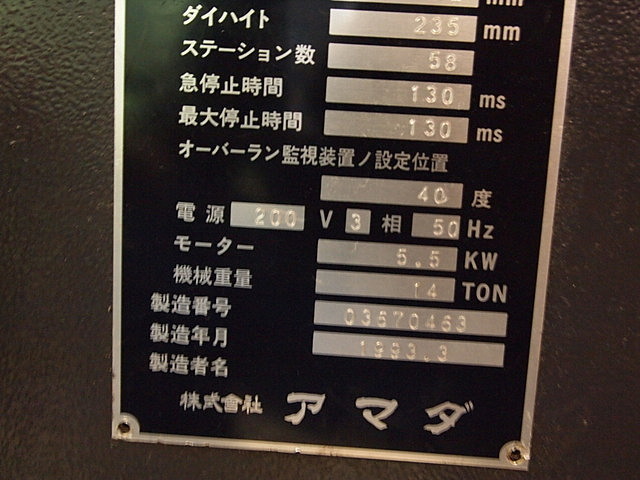 mm
ダイハイト 235 mm
ステーション数 58
急停止時間 130 ms
最大停止時間 130 ms
オーバーラン監視装置ノ設定位置
40 度
電源 200 V 3 相 50 Hz
モーター 5.5 KW
機械重量 14 TON
製造番号 03570463
製造年月 1993.3
製造者名
株式會社 アマダ